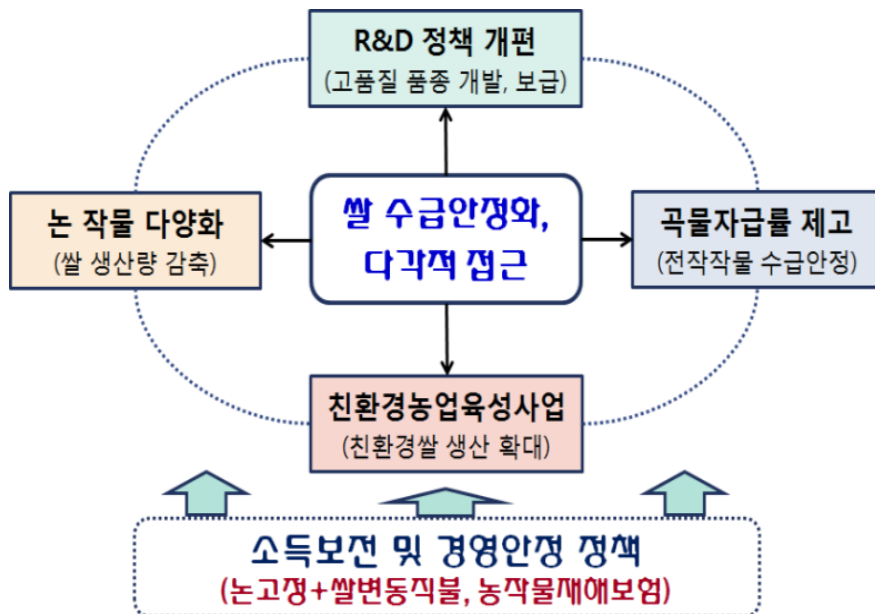 R&D 정책 개편
(고품질 품종 개발, 보급)
논 작물 다양화
(쌀 생산량 감축)
쌀 수급안정화,
다각적 접근
곡물자급률 제고
(전작작물 수급안정)
친환경농업육성사업
(친환경쌀 생산 확대)
소득보전 및 경영안정 정책
(논고정+쌀변동직불, 농작물재해보험)